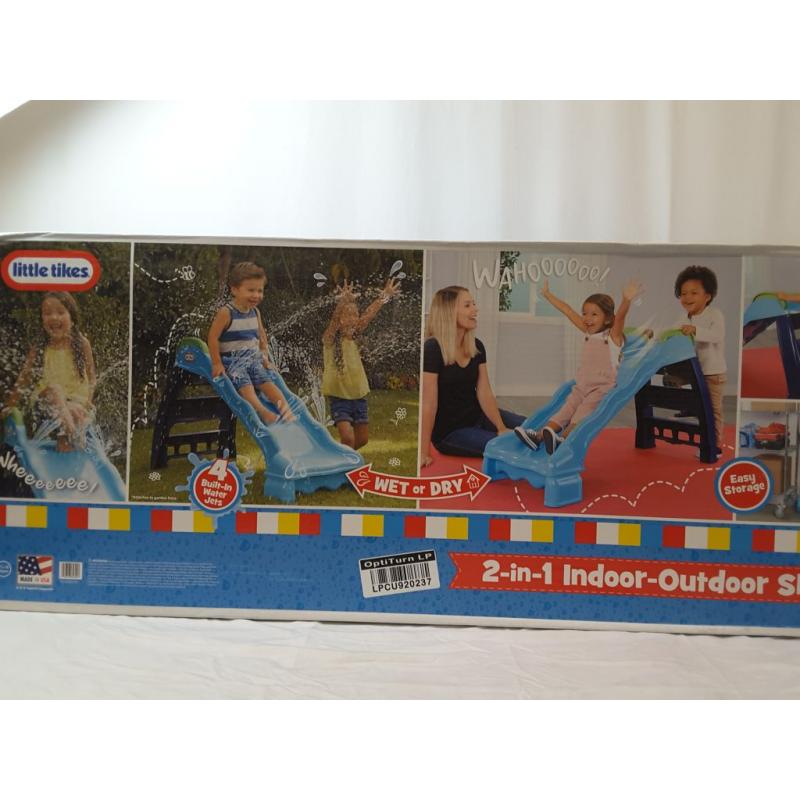 little tikes
Wheeeeeeee!
4
Built-In
Water
Jets
WET or DRY
WAHOOOOOO!
Easy
Storage
MADE IN USA
OptiTurn LP
LPCU920237
2-in-1 Indoor-Outdoor Sl